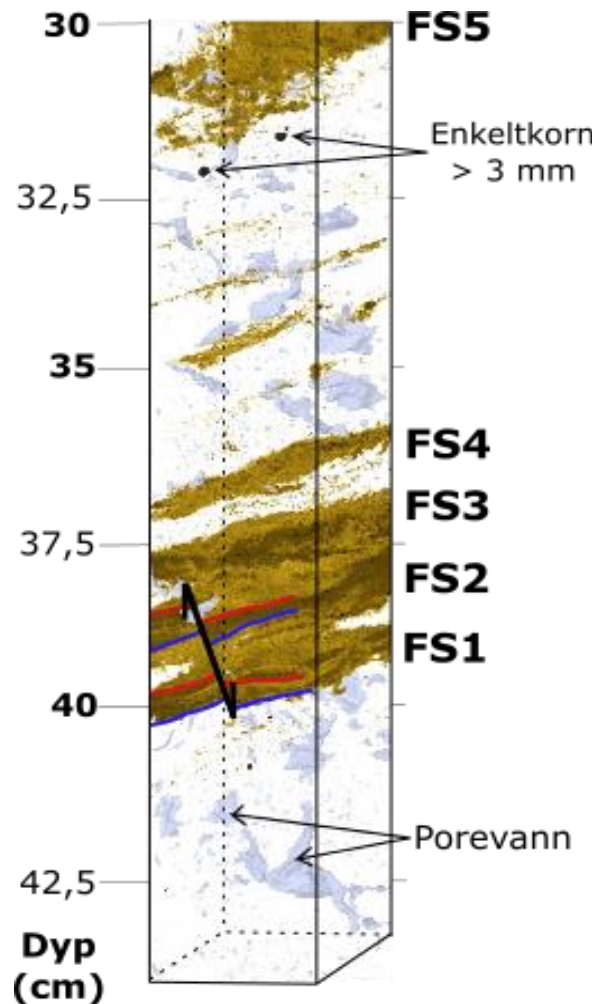 30
FS5
Enkeltkorn
> 3 mm
32,5
35
FS4
FS3
37,5
FS2
FS1
40
Porevann
42,5
Dyp
(cm)